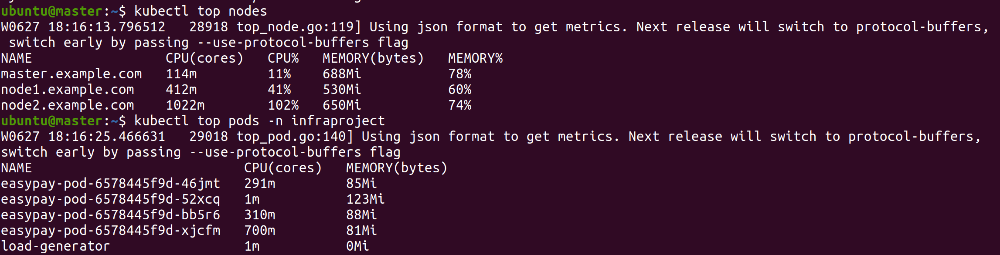 ubuntu@master:~$ kubectl top nodes
W0627 18:16:13.796512   28918 top_node.go:119] Using json format to get metrics. Next release will switch to protocol-buffers,
 switch early by passing --use-protocol-buffers flag
NAME                 CPU(cores)   CPU%   MEMORY(bytes)   MEMORY%
master.example.com   114m         11%    688Mi           78%
node1.example.com    412m         41%    530Mi           60%
node2.example.com    1022m        102%   650Mi           74%
ubuntu@master:~$ kubectl top pods -n infraproject
W0627 18:16:25.466631   29018 top_pod.go:140] Using json format to get metrics. Next release will switch to protocol-buffers,
switch early by passing --use-protocol-buffers flag
NAME                           CPU(cores)   MEMORY(bytes)
easypay-pod-6578445f9d-46jmt   291m         85Mi
easypay-pod-6578445f9d-52xcq   1m           123Mi
easypay-pod-6578445f9d-bb5r6   310m         88Mi
easypay-pod-6578445f9d-xjcfm   700m         81Mi
load-generator                 1m           0Mi